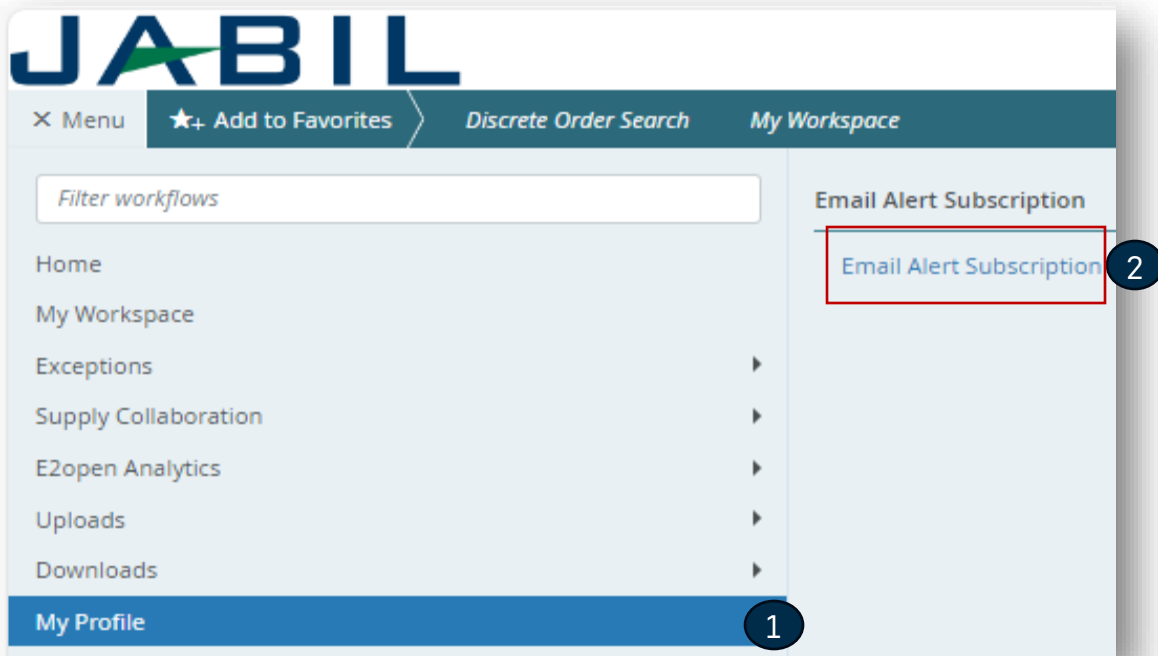 JABIL
× Menu ★+ Add to Favorites Discrete Order Search My Workspace
Filter workflows
Home
My Workspace
Exceptions
Supply Collaboration
E2open Analytics
Uploads
Downloads
My Profile 1
Email Alert Subscription
Email Alert Subscription 2